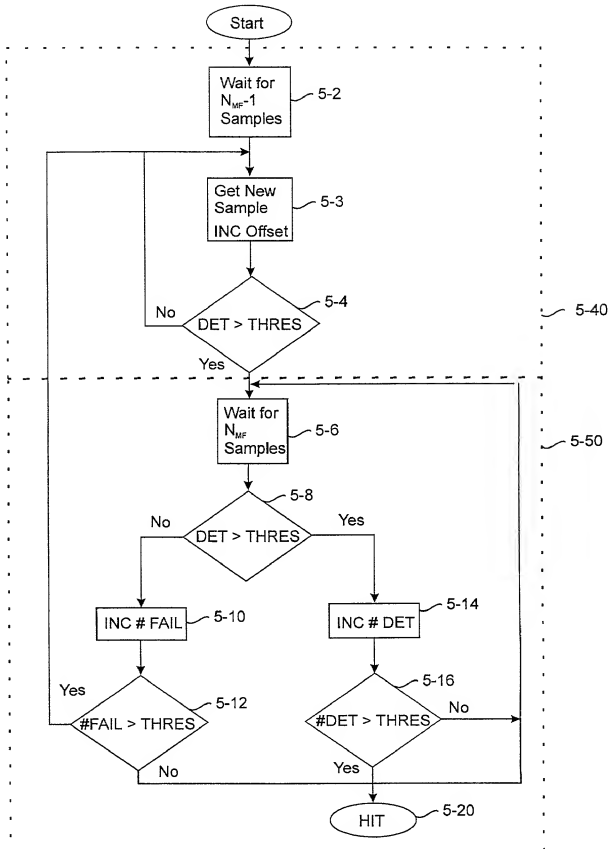 Start
Wait for
N_MF-1
Samples
5-2
Get New
Sample
INC Offset
5-3
5-4
No
DET > THRES
Yes
5-40
Wait for
N_MF
Samples
5-6
5-50
5-8
No
DET > THRES
Yes
INC # FAIL
5-10
INC # DET
5-14
Yes
5-12
#FAIL > THRES
No
5-16
#DET > THRES
No
Yes
HIT
5-20